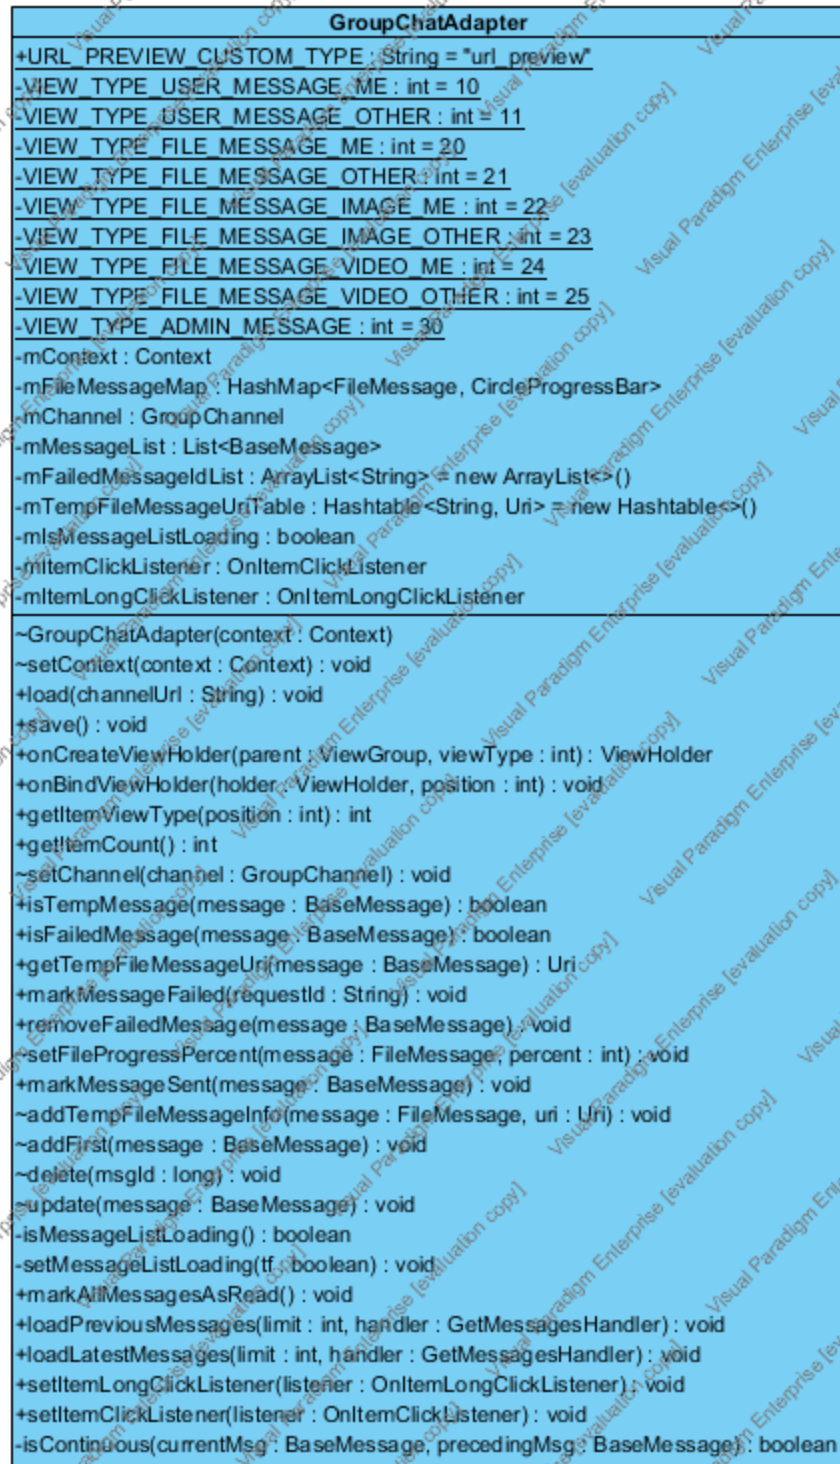 GroupChatAdapter
+URL_PREVIEW_CUSTOM_TYPE : String = "url_preview"
-VIEW_TYPE_USER_MESSAGE_ME : int = 10
-VIEW_TYPE_USER_MESSAGE_OTHER : int = 11
-VIEW_TYPE_FILE_MESSAGE_ME : int = 20
-VIEW_TYPE_FILE_MESSAGE_OTHER : int = 21
-VIEW_TYPE_FILE_MESSAGE_IMAGE_ME : int = 22
-VIEW_TYPE_FILE_MESSAGE_IMAGE_OTHER : int = 23
-VIEW_TYPE_FILE_MESSAGE_VIDEO_ME : int = 24
-VIEW_TYPE_FILE_MESSAGE_VIDEO_OTHER : int = 25
-VIEW_TYPE_ADMIN_MESSAGE : int = 30
-mContext : Context
-mFileMessageMap : HashMap<FileMessage, CircleProgressBar>
-mChannel : GroupChannel
-mMessageList : List<BaseMessage>
-mFailedMessageIdList : ArrayList<String> = new ArrayList<>()
-mTempFileMessageUriTable : Hashtable<String, Uri> = new Hashtable<>()
-mIsMessageListLoading : boolean
-mItemClickListener : OnItemClickListener
-mItemLongClickListener : OnItemLongClickListener
~GroupChatAdapter(context : Context)
~setContext(context : Context) : void
+load(channelUrl : String) : void
+save() : void
+onCreateViewHolder(parent : ViewGroup, viewType : int) : ViewHolder
+onBindViewHolder(holder : ViewHolder, position : int) : void
+getItemViewType(position : int) : int
+getItemCount() : int
~setChannel(channel : GroupChannel) : void
+isTempMessage(message : BaseMessage) : boolean
+isFailedMessage(message : BaseMessage) : boolean
+getTempFileMessageUri(message : BaseMessage) : Uri
+markMessageFailed(requestId : String) : void
+removeFailedMessage(message : BaseMessage) : void
~setFileProgressPercent(message : FileMessage, percent : int) : void
+markMessageSent(message : BaseMessage) : void
~addTempFileMessageInfo(message : FileMessage, uri : Uri) : void
~addFirst(message : BaseMessage) : void
~delete(msgId : long) : void
~update(message : BaseMessage) : void
-isMessageListLoading() : boolean
-setMessageListLoading(tf : boolean) : void
+markAllMessagesAsRead() : void
+loadPreviousMessages(limit : int, handler : GetMessagesHandler) : void
+loadLatestMessages(limit : int, handler : GetMessagesHandler) : void
+setItemLongClickListener(listener : OnItemLongClickListener) : void
+setItemClickListener(listener : OnItemClickListener) : void
-isContinuous(currentMsg : BaseMessage, precedingMsg : BaseMessage) : boolean
Visual Paradigm Enterprise [evaluation copy]